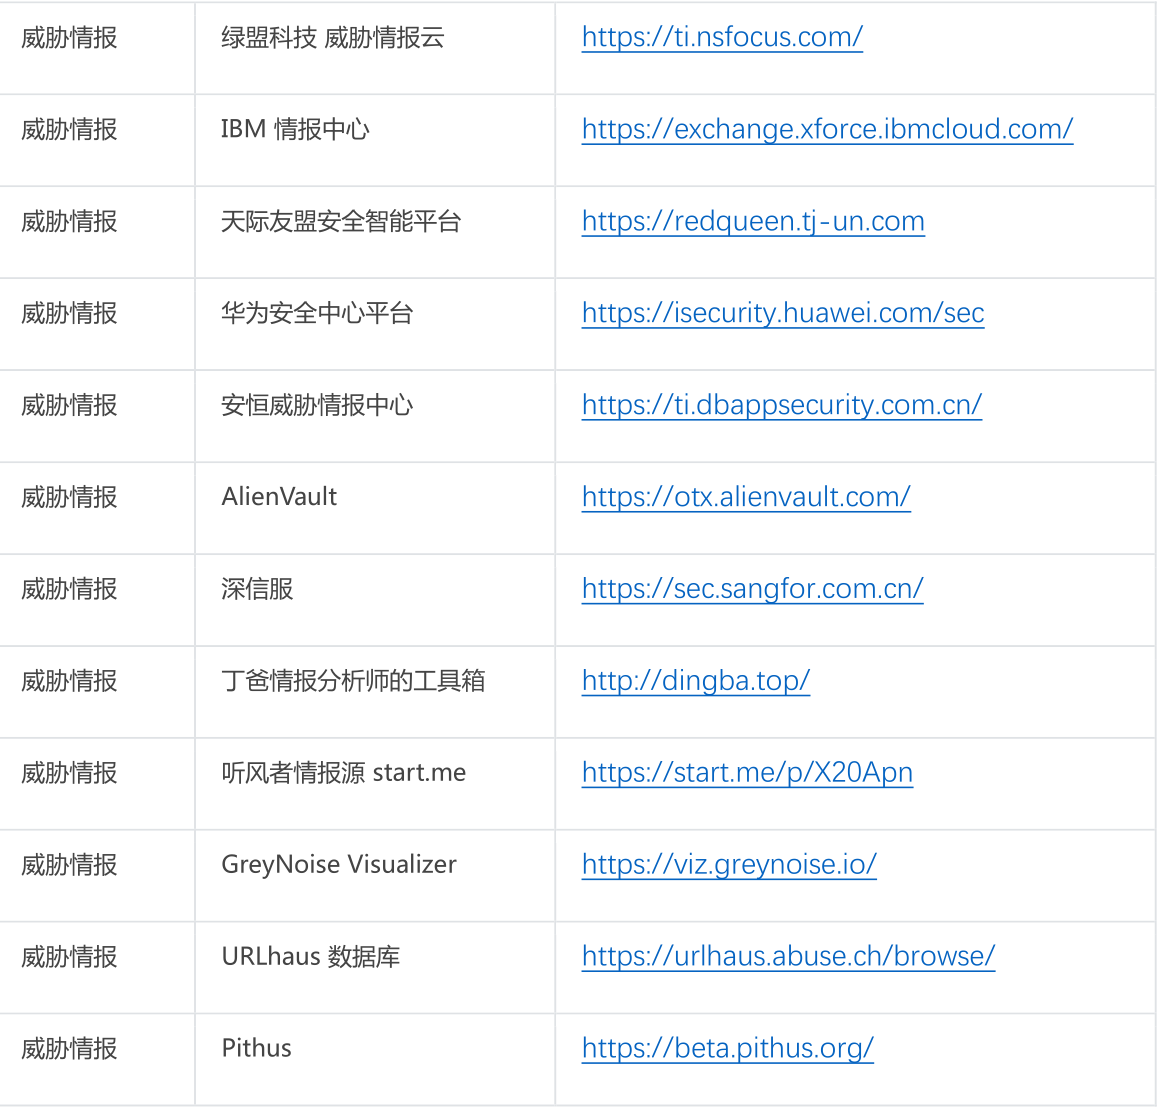 威胁情报 绿盟科技 威胁情报云 https://ti.nsfocus.com/
威胁情报 IBM 情报中心 https://exchange.xforce.ibmcloud.com/
威胁情报 天际友盟安全智能平台 https://redqueen.tj-un.com
威胁情报 华为安全中心平台 https://isecurity.huawei.com/sec
威胁情报 安恒威胁情报中心 https://ti.dbappsecurity.com.cn/
威胁情报 AlienVault https://otx.alienvault.com/
威胁情报 深信服 https://sec.sangfor.com.cn/
威胁情报 丁爸情报分析师的工具箱 http://dingba.top/
威胁情报 听风者情报源 start.me https://start.me/p/X20Apn
威胁情报 GreyNoise Visualizer https://viz.greynoise.io/
威胁情报 URLhaus 数据库 https://urlhaus.abuse.ch/browse/
威胁情报 Pithus https://beta.pithus.org/